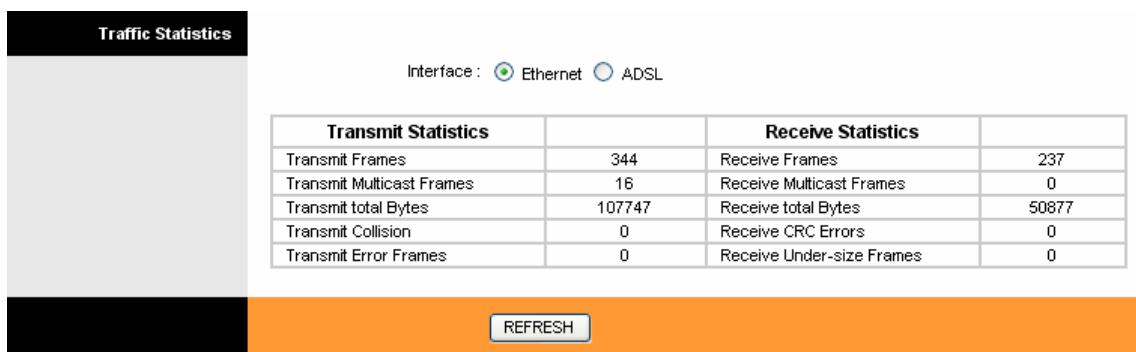 Traffic Statistics
Interface : Ethernet ADSL
Transmit Statistics Receive Statistics
Transmit Frames 344 Receive Frames 237
Transmit Multicast Frames 16 Receive Multicast Frames 0
Transmit total Bytes 107747 Receive total Bytes 50877
Transmit Collision 0 Receive CRC Errors 0
Transmit Error Frames 0 Receive Under-size Frames 0
REFRESH